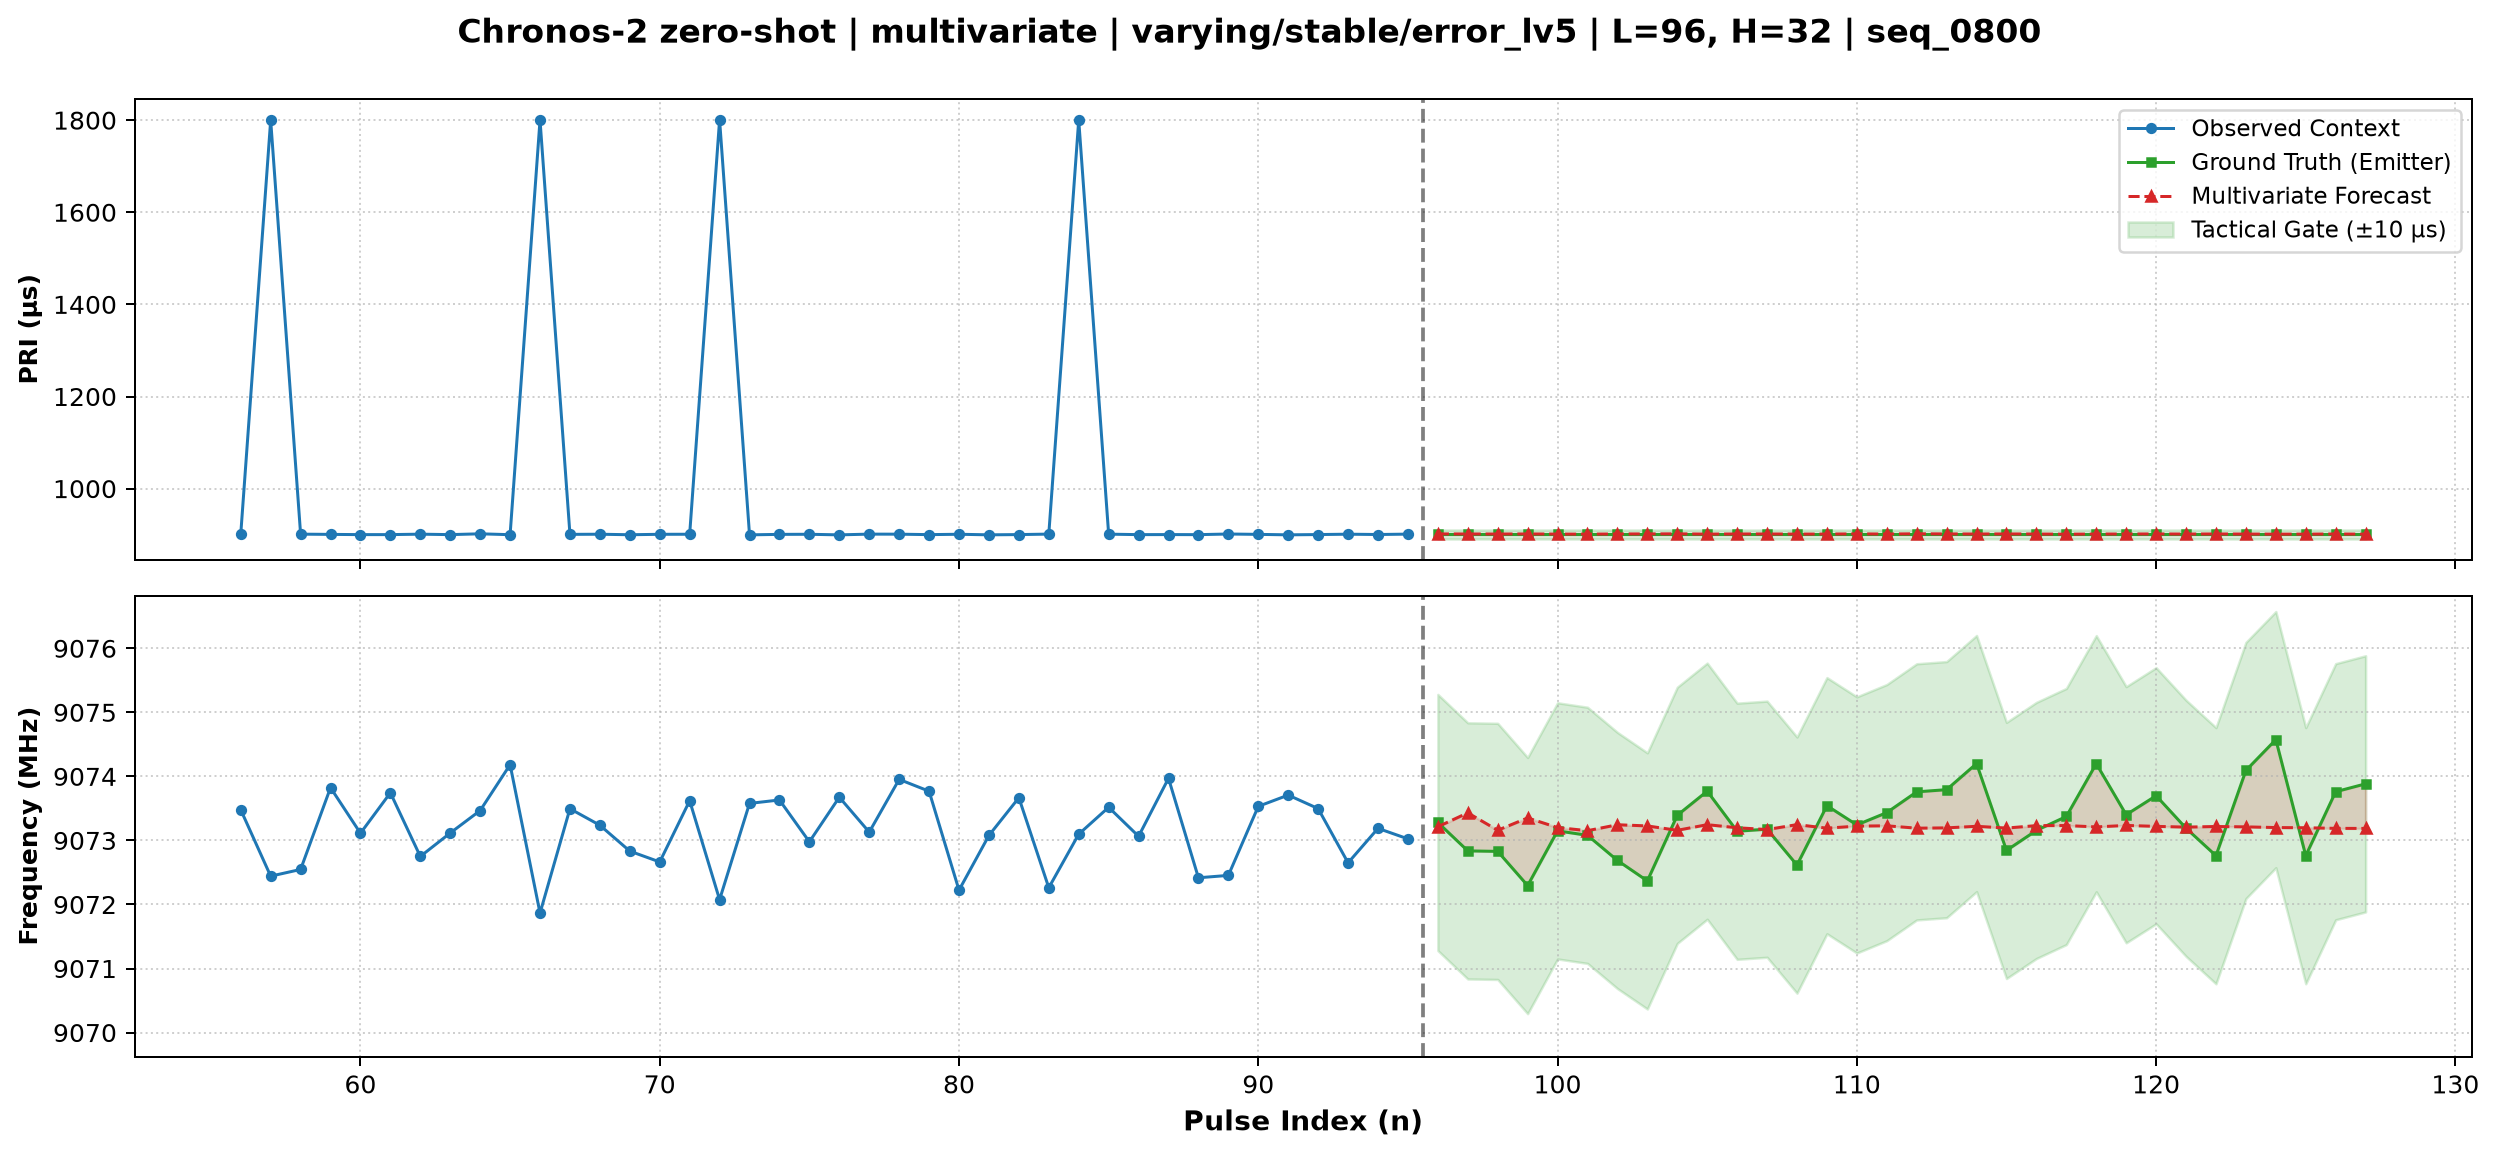 Chronos-2 zero-shot | multivariate | varying/stable/error_lv5 | L=96, H=32 | seq_0800
1800
1600
1400
1200
1000
PRI (µs)
Observed Context
Ground Truth (Emitter)
Multivariate Forecast
Tactical Gate (±10 µs)
9076
9075
9074
9073
9072
9071
9070
Frequency (MHz)
60 70 80 90 100 110 120 130
Pulse Index (n)